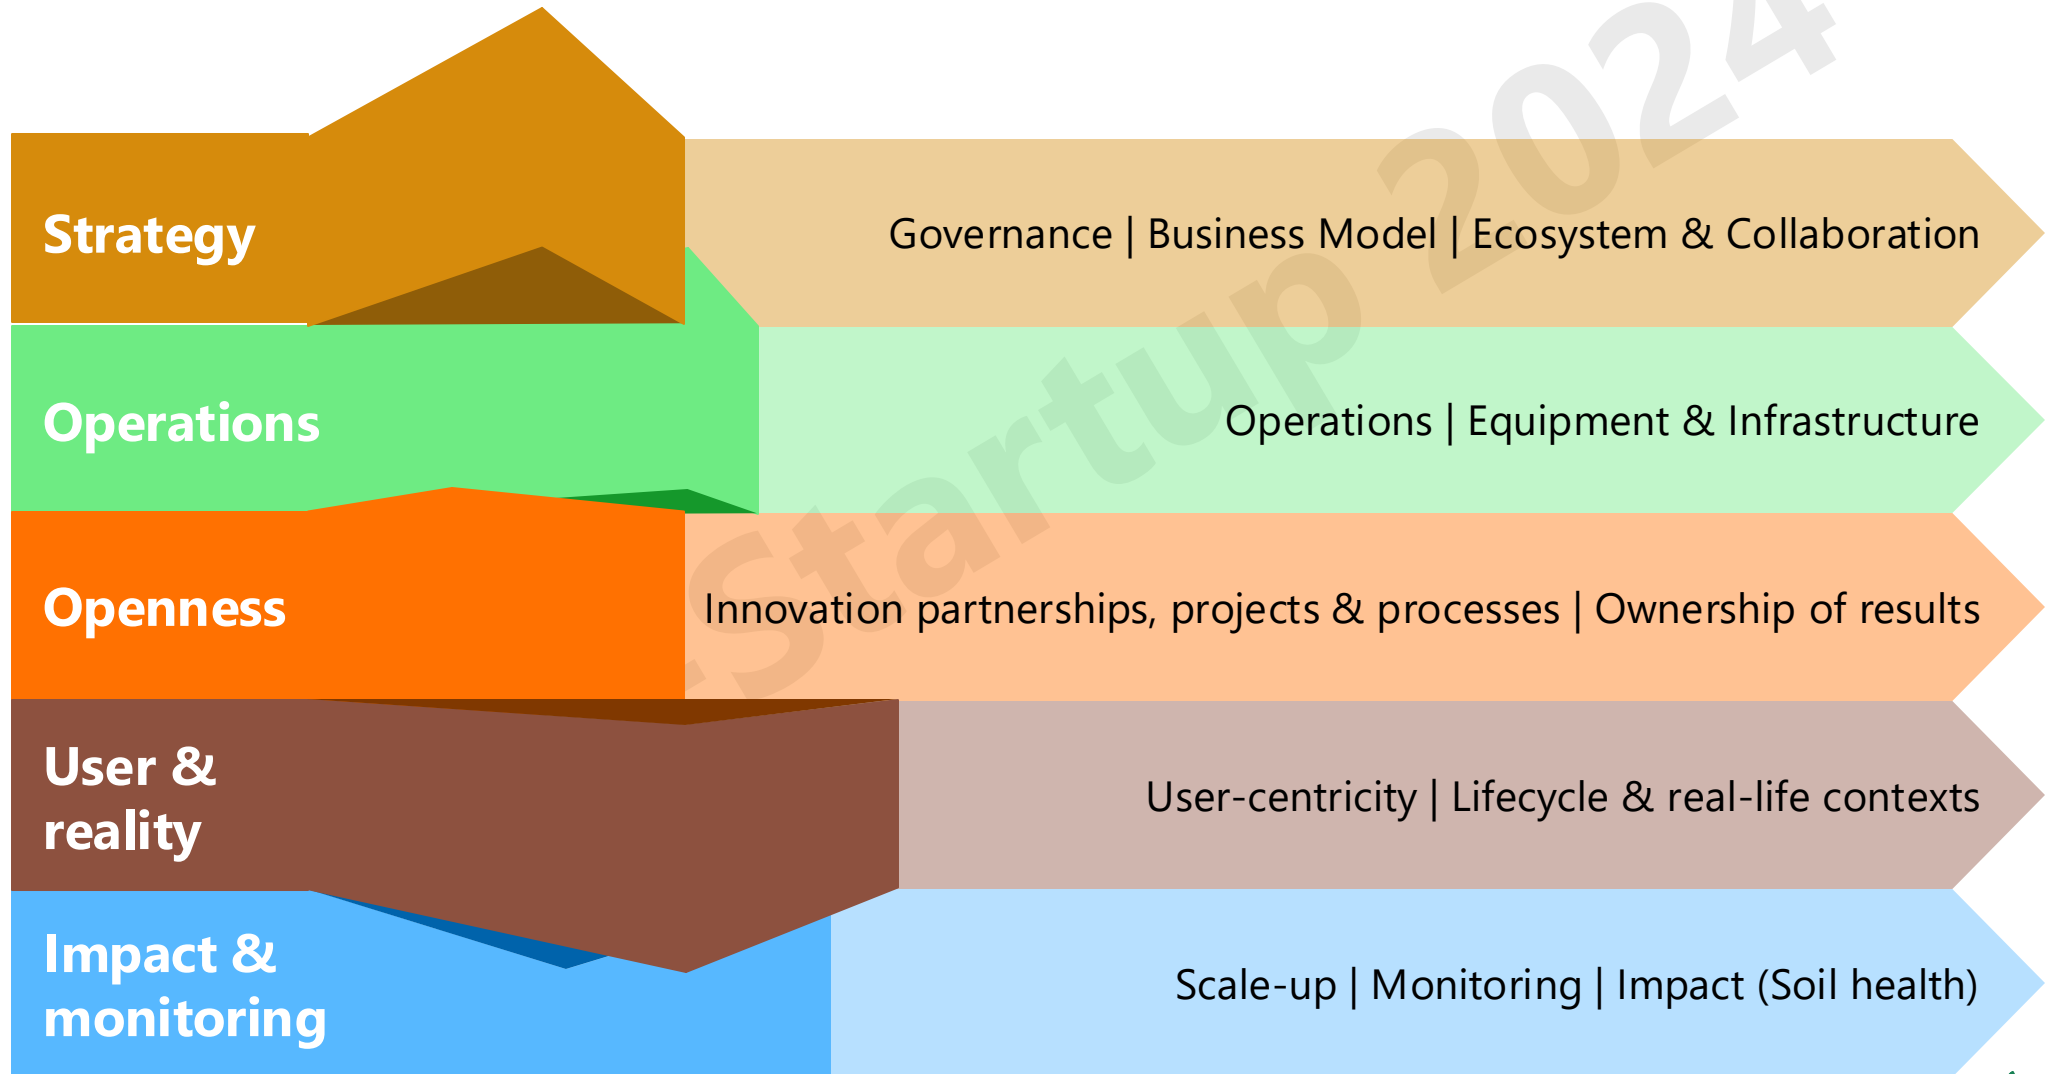 Strategy
Governance | Business Model | Ecosystem & Collaboration
Operations
Operations | Equipment & Infrastructure
Openness
Innovation partnerships, projects & processes | Ownership of results
User &
reality
User-centricity | Lifecycle & real-life contexts
Impact &
monitoring
Scale-up | Monitoring | Impact (Soil health)
Startup 2024